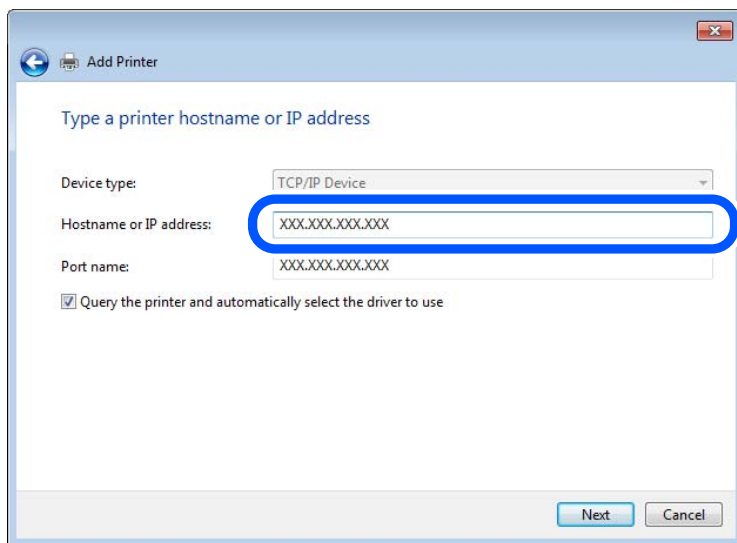 Add Printer
Type a printer hostname or IP address
Device type: TCP/IP Device
Hostname or IP address: XXX.XXX.XXX.XXX
Port name: XXX.XXX.XXX.XXX
Query the printer and automatically select the driver to use
Next Cancel